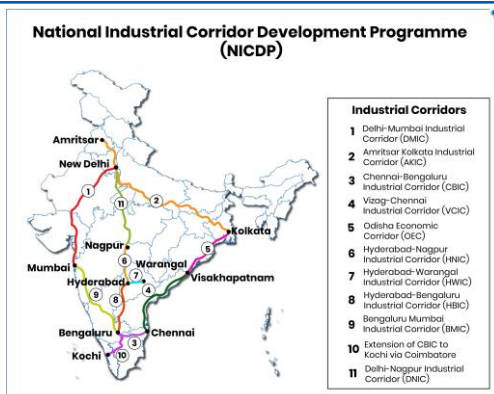 National Industrial Corridor Development Programme
(NICDP)
Amritsar
New Delhi
1
11
2
Kolkata
5
Nagpur
6
Warangal
Mumbai
7
Visakhapatnam
Hyderabad
4
9
8
Bengaluru
Chennai
3
Kochi
10
Industrial Corridors
1 Delhi-Mumbai Industrial
Corridor (DMIC)
2 Amritsar Kolkata Industrial
Corridor (AKIC)
3 Chennai-Bengaluru
Industrial Corridor (CBIC)
4 Vizag-Chennai
Industrial Corridor (VCIC)
5 Odisha Economic
Corridor (OEC)
6 Hyderabad-Nagpur
Industrial Corridor (HNIC)
7 Hyderabad-Warangal
Industrial Corridor (HWIC)
8 Hyderabad-Bengaluru
Industrial Corridor (HBIC)
9 Bengaluru Mumbai
Industrial Corridor (BMIC)
10 Extension of CBIC to
Kochi via Coimbatore
11 Delhi-Nagpur Industrial
Corridor (DNIC)